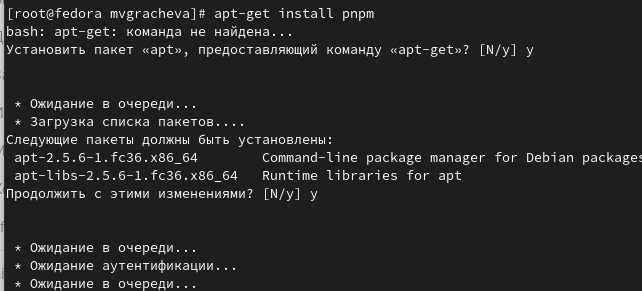 [root@fedora mvgracheva]# apt-get install pnpm
bash: apt-get: команда не найдена...
Установить пакет «apt», предоставляющий команду «apt-get»? [N/y] y
* Ожидание в очереди...
* Загрузка списка пакетов....
Следующие пакеты должны быть установлены:
apt-2.5.6-1.fc36.x86_64 Command-line package manager for Debian packages
apt-libs-2.5.6-1.fc36.x86_64 Runtime libraries for apt
Продолжить с этими изменениями? [N/y] y
* Ожидание в очереди...
* Ожидание аутентификации...
* Ожидание в очереди...